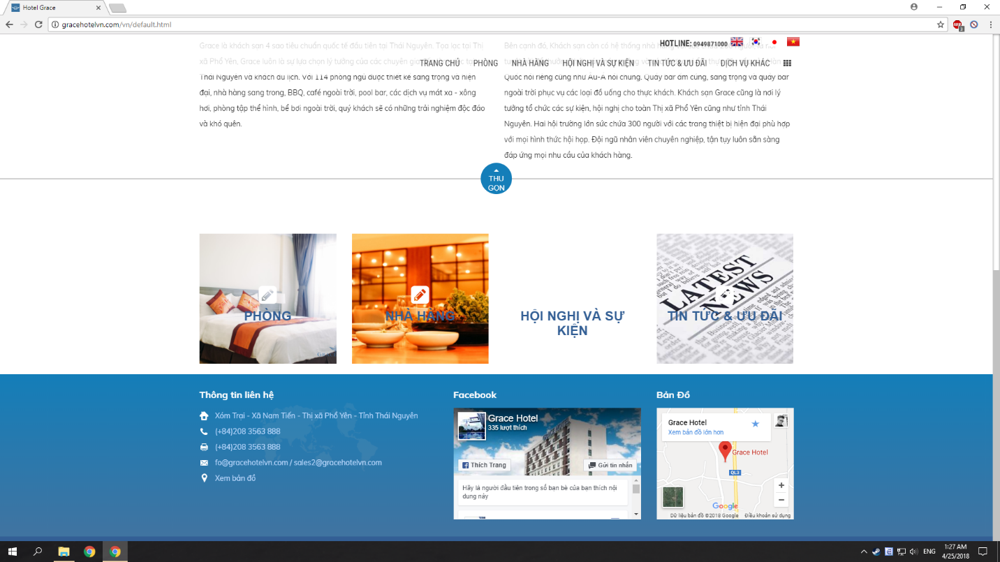 Hotel Grace
gracehotelvn.com/vn/default.html
HOTLINE: 0949871000
TRANG CHỦ PHÒNG NHÀ HÀNG HỘI NGHỊ VÀ SỰ KIỆN TIN TỨC & ƯU ĐÃI DỊCH VỤ KHÁC
Grace là khách sạn 4 sao tiêu chuẩn quốc tế đầu tiên tại Thái Nguyên. Tọa lạc tại Thị
xã Phổ Yên, Grace luôn là sự lựa chọn lý tưởng của các chuyên gia
Thái Nguyên và khách du lịch. Với 114 phòng ngủ được thiết kế sang trọng và hiện
đại, nhà hàng sang trong, BBQ, café ngoài trời, pool bar, các dịch vụ mát xa - xông
hơi, phòng tập thể hình, bể bơi ngoài trời, quý khách sẽ có những trải nghiệm độc đáo
và khó quên.
Bên cạnh đó, Khách sạn còn có hệ thống nhà hàng
Quốc nói riêng cũng như Âu-Á nói chung. Quầy bar ấm cúng, sang trọng và quầy bar
ngoài trời phục vụ các loại đồ uống cho thực khách. Khách sạn Grace cũng là nơi lý
tưởng tổ chức các sự kiện, hội nghị cho toàn Thị xã Phổ Yên cũng như tỉnh Thái
Nguyên. Hai hội trường lớn sức chứa 300 người với các trang thiết bị hiện đại phù hợp
với mọi hình thức hội họp. Đội ngũ nhân viên chuyên nghiệp, tận tụy luôn sẵn sàng
đáp ứng mọi nhu cầu của khách hàng.
THU
GỌN
PHÒNG
NHÀ HÀNG
HỘI NGHỊ VÀ SỰ
KIỆN
LATEST
NEWS
TIN TỨC & ƯU ĐÃI
Thông tin liên hệ
Xóm Trại - Xã Nam Tiến - Thị xã Phổ Yên - Tỉnh Thái Nguyên
(+84)208 3563 888
(+84)208 3563 888
fo@gracehotelvn.com / sales2@gracehotelvn.com
Xem bản đồ
Facebook
Grace Hotel
335 lượt thích
Thích Trang
Gửi tin nhắn
Hãy là người đầu tiên trong số bạn bè của bạn thích nội
dung này
Bản Đồ
Grace Hotel
Xem bản đồ lớn hơn
Grace Hotel
QL3
Google
Dữ liệu bản đồ ©2018 Google Điều khoản sử dụng
ENG
1:27 AM
4/25/2018